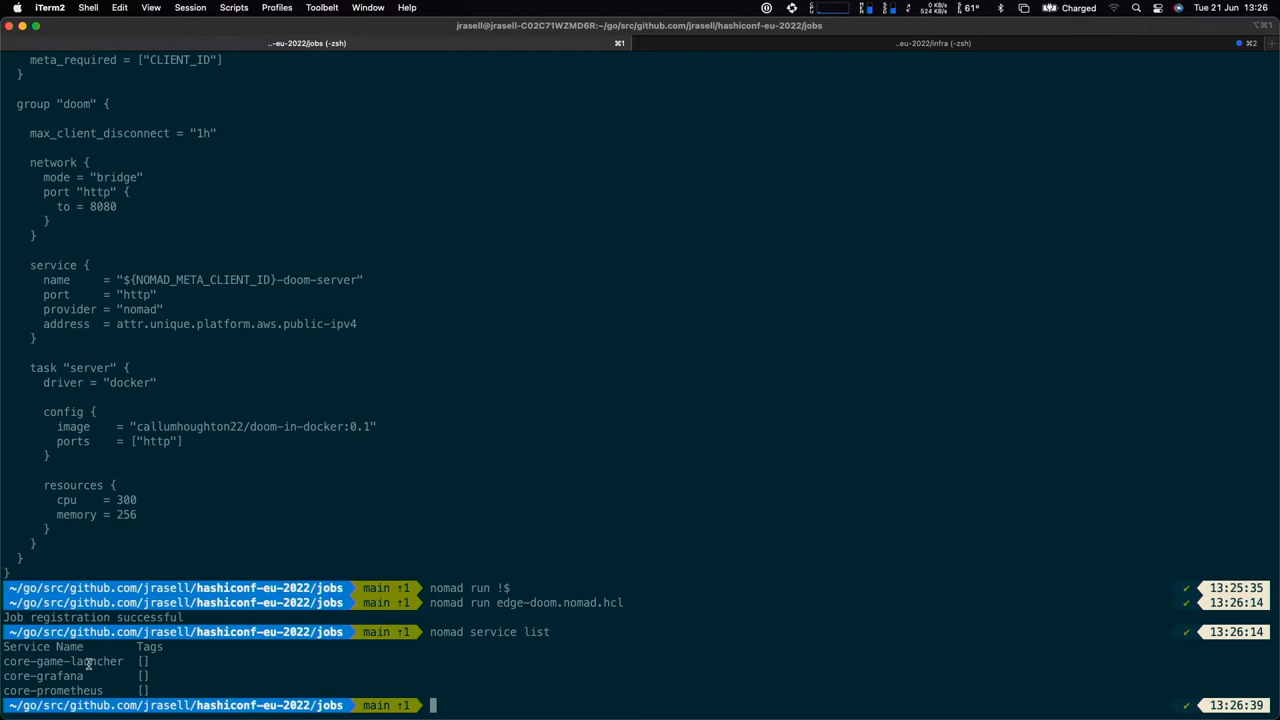 iTerm2 Shell Edit View Session Scripts Profiles Toolbelt Window Help 0 KB/s 524 KB/s 61° Charged Tue 21 Jun 13:26
jrasell@jrasell-C02C71WZMD6R:~/go/src/github.com/jrasell/hashiconf-eu-2022/jobs ⌥⌘1
..-eu-2022/jobs (-zsh) ⌘1 ..eu-2022/infra (-zsh) ⌘2 +
meta_required = ["CLIENT_ID"]
}
group "doom" {
max_client_disconnect = "1h"
network {
mode = "bridge"
port "http" {
to = 8080
}
}
service {
name = "${NOMAD_META_CLIENT_ID}-doom-server"
port = "http"
provider = "nomad"
address = attr.unique.platform.aws.public-ipv4
}
task "server" {
driver = "docker"
config {
image = "callumhoughton22/doom-in-docker:0.1"
ports = ["http"]
}
resources {
cpu = 300
memory = 256
}
}
}
}
~/go/src/github.com/jrasell/hashiconf-eu-2022/jobs main ↑1 nomad run !$ ✔ 13:25:35
~/go/src/github.com/jrasell/hashiconf-eu-2022/jobs main ↑1 nomad run edge-doom.nomad.hcl ✔ 13:26:14
Job registration successful
~/go/src/github.com/jrasell/hashiconf-eu-2022/jobs main ↑1 nomad service list ✔ 13:26:14
Service Name Tags
core-game-launcher []
core-grafana []
core-prometheus []
~/go/src/github.com/jrasell/hashiconf-eu-2022/jobs main ↑1 ✔ 13:26:39